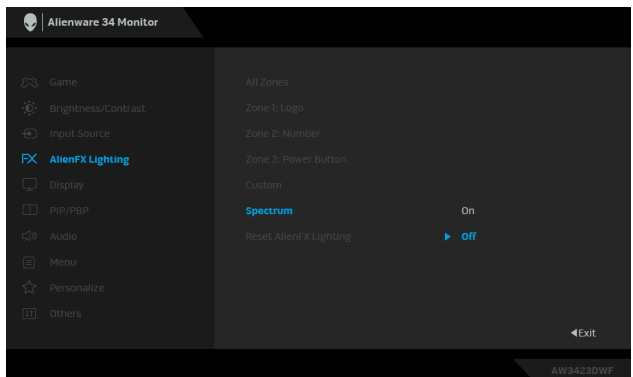 Alienware 34 Monitor
Game
All Zones
Brightness/Contrast
Zone 1: Logo
Input Source
Zone 2: Number
FX AlienFX Lighting
Zone 3: Power Button
Display
Custom
PIP/PBP
Spectrum
On
Audio
Reset AlienFX Lighting
Off
Menu
Personalize
Others
Exit
AW3423DWF